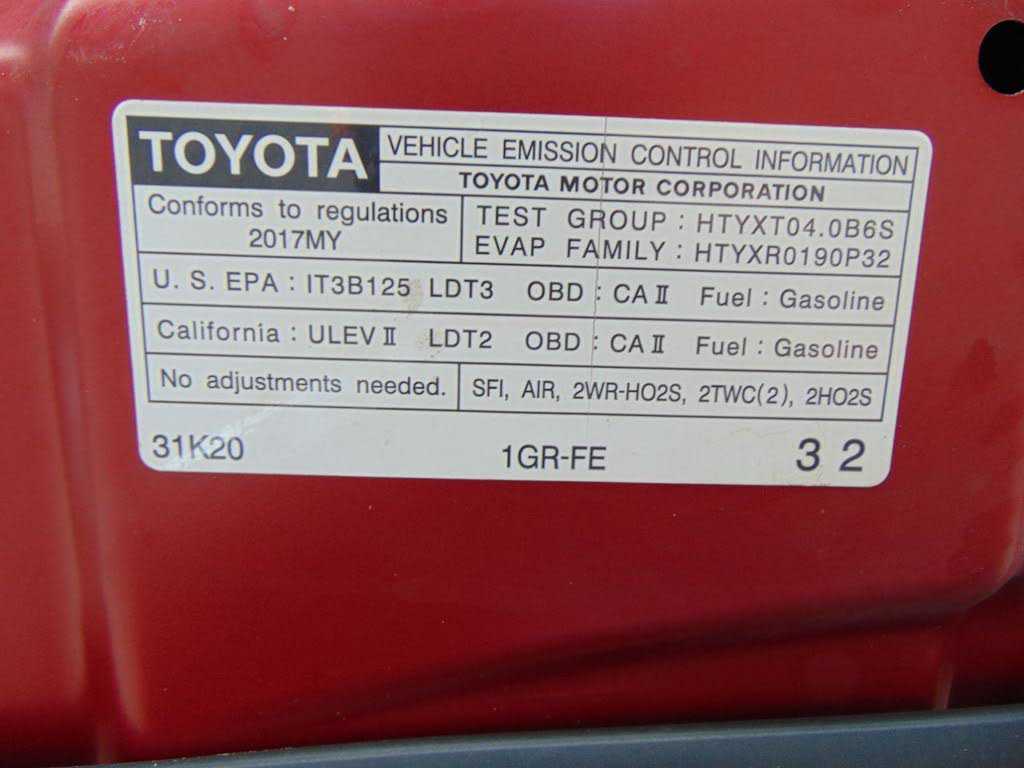 TOYOTA
VEHICLE EMISSION CONTROL INFORMATION
TOYOTA MOTOR CORPORATION
Conforms to regulations
2017MY
TEST GROUP : HTYXT04.0B6S
EVAP FAMILY : HTYXR0190P32
U. S. EPA : IT3B125 LDT3 OBD : CA II Fuel : Gasoline
California : ULEV II LDT2 OBD : CA II Fuel : Gasoline
No adjustments needed.
SFI, AIR, 2WR-HO2S, 2TWC(2), 2HO2S
31K20 1GR-FE 3 2